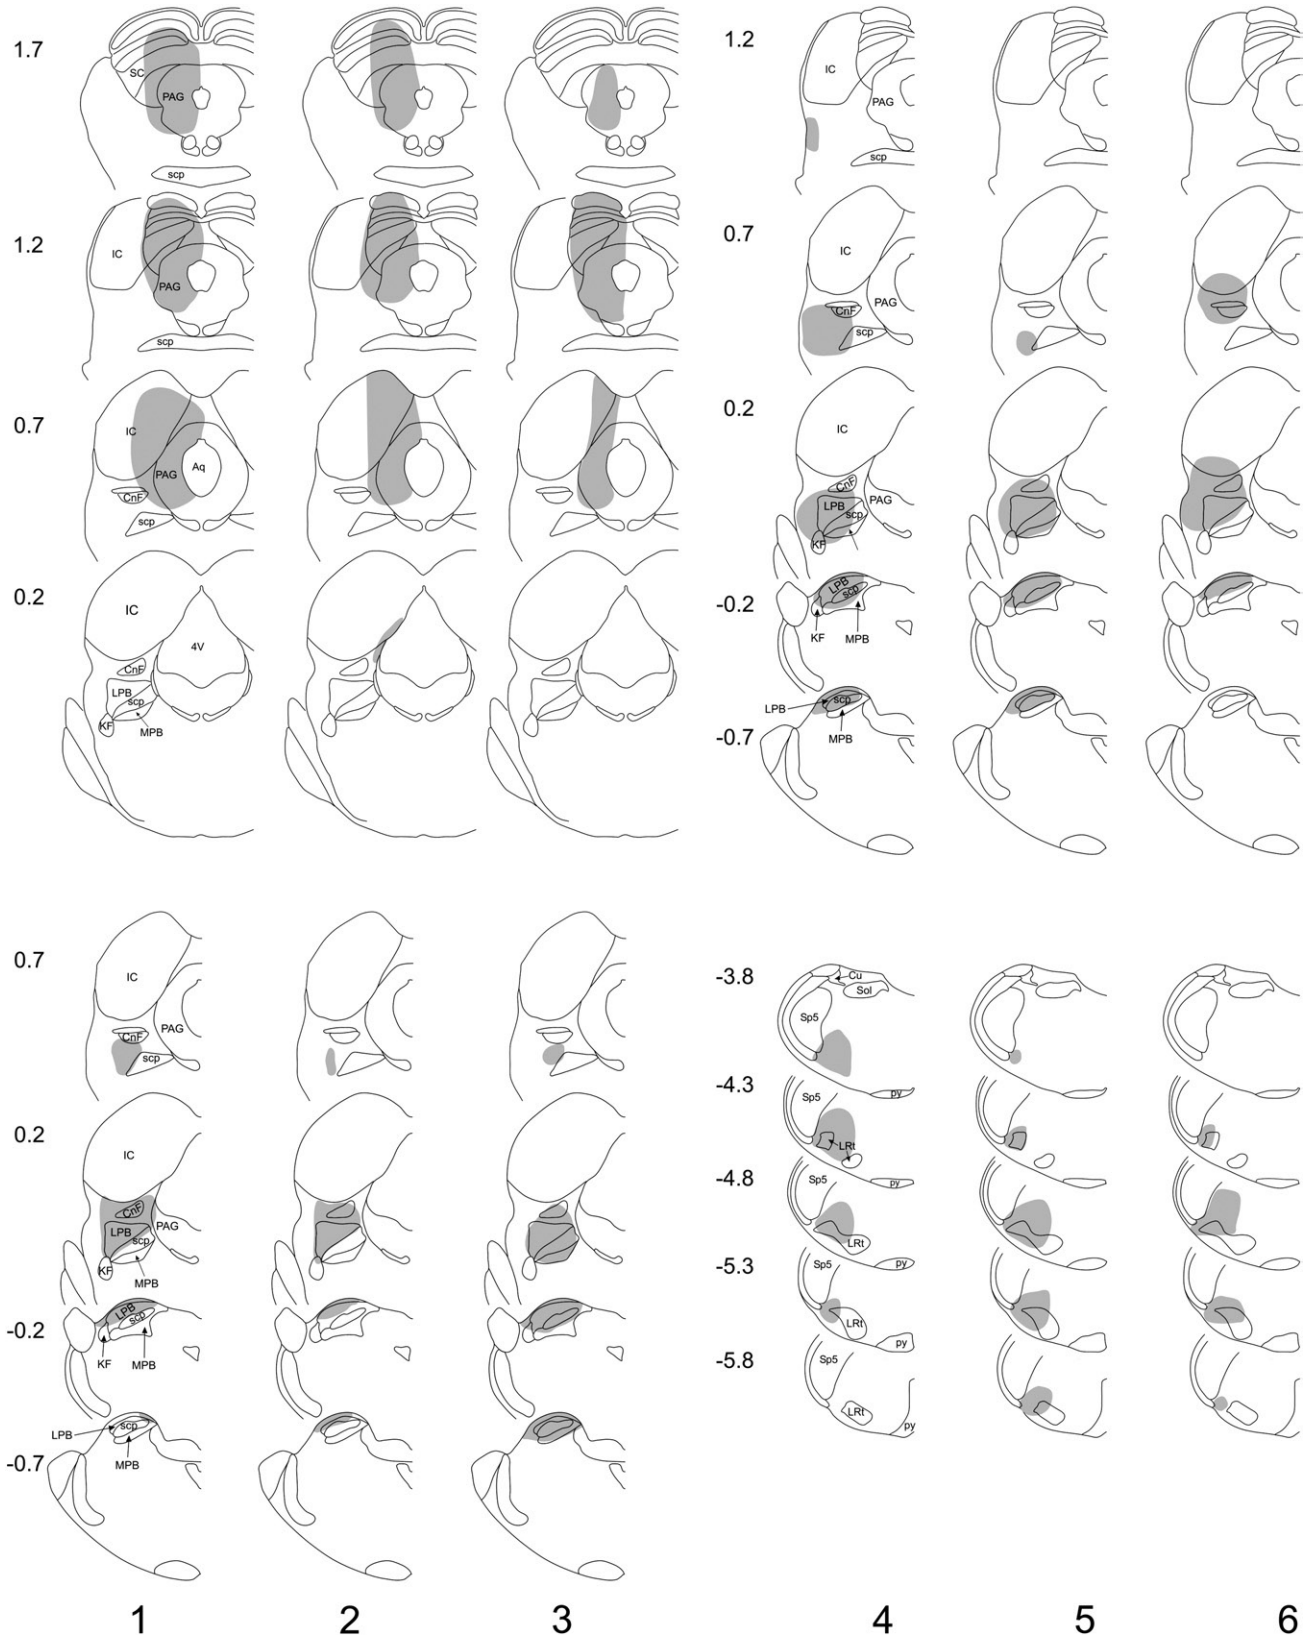 1.7
SC
PAG
scp
1.2
IC
PAG
scp
0.7
IC
PAG
Aq
CnF
scp
0.2
IC
4V
CnF
LPB
scp
KF
MPB
1.2
IC
PAG
scp
0.7
IC
PAG
CnF
scp
0.2
IC
CnF
LPB
PAG
scp
KF
-0.2
LPB
scp
KF
MPB
LPB
scp
-0.7
MPB
0.7
IC
PAG
CnF
scp
0.2
IC
CnF
LPB
PAG
scp
KF
MPB
-0.2
LPB
scp
KF
MPB
LPB
scp
-0.7
MPB
-3.8
Cu
Sol
Sp5
-4.3
Sp5
py
LRt
-4.8
Sp5
py
LRt
-5.3
Sp5
py
LRt
-5.8
Sp5
py
LRt
py
1 2 3 4 5 6